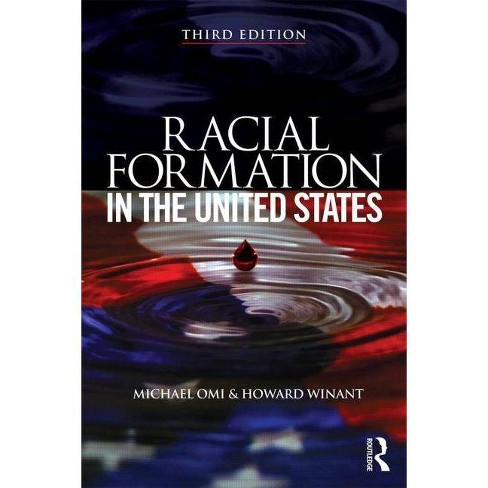 THIRD EDITION
RACIAL
FORMATION
IN THE UNITED STATES
MICHAEL OMI & HOWARD WINANT
ROUTLEDGE